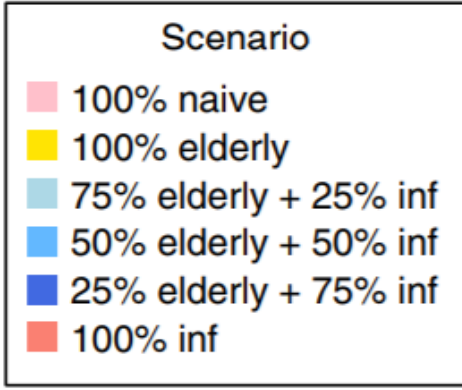 Scenario
100% naive
100% elderly
75% elderly + 25% inf
50% elderly + 50% inf
25% elderly + 75% inf
100% inf